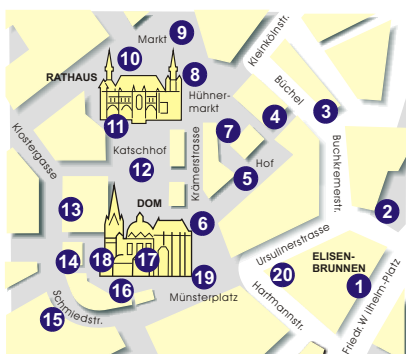 Markt
9
Kleinkölnstr.
10
RATHAUS
8
Büchel
Hühner-
markt
3
4
11
7
Klostergasse
Katschhof
Krämerstrasse
12
Hof
Buchkremerstr.
5
13
DOM
6
2
Ursulinerstrasse
14
18
17
ELISEN-
BRUNNEN
19
20
1
16
Münsterplatz
15
Schmiedstr.
Hartmannstr.
Friedr. Wilhelm-Platz